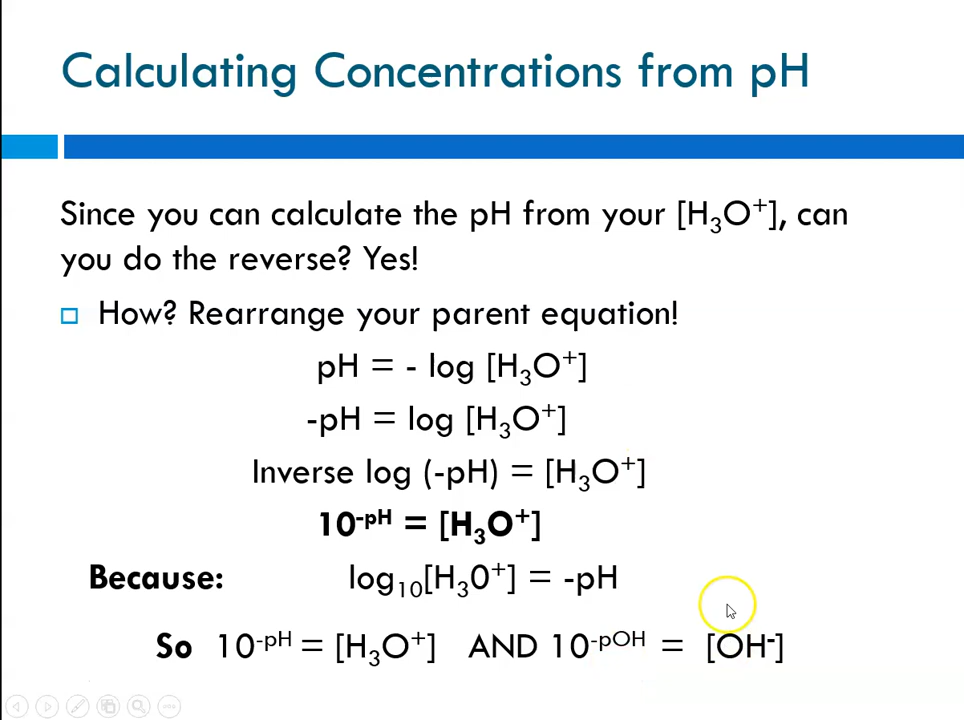 Calculating Concentrations from pH
Since you can calculate the pH from your [H₃O⁺], can
you do the reverse? Yes!
How? Rearrange your parent equation!
pH = - log [H₃O⁺]
-pH = log [H₃O⁺]
Inverse log (-pH) = [H₃O⁺]
10⁻ᵖᴴ = [H₃O⁺]
Because: log₁₀[H₃0⁺] = -pH
So 10⁻ᵖᴴ = [H₃O⁺] AND 10⁻ᵖᴼᴴ = [OH⁻]